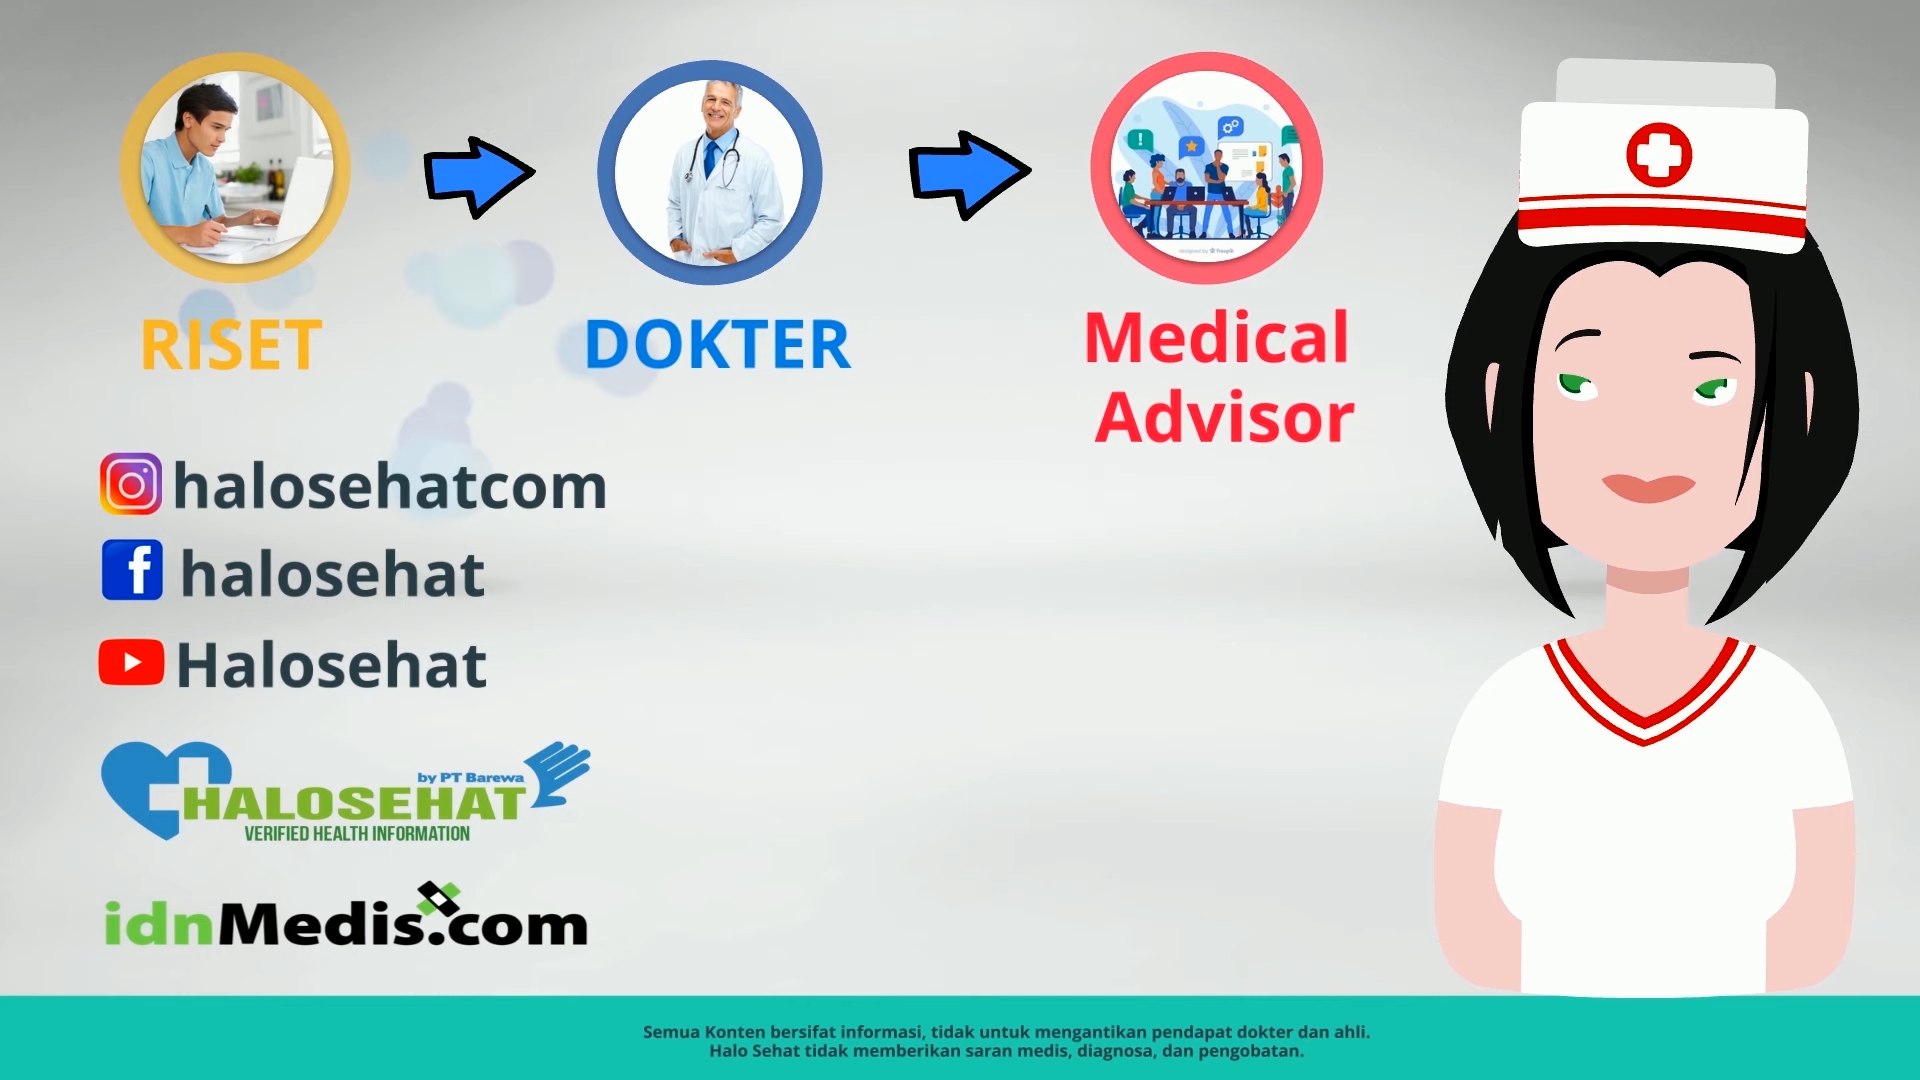 RISET
DOKTER
Medical
Advisor
halosehatcom
halosehat
Halosehat
by PT Barewa
HALOSEHAT
VERIFIED HEALTH INFORMATION
idnMedis.com
Semua Konten bersifat informasi, tidak untuk mengantikan pendapat dokter dan ahli.
Halo Sehat tidak memberikan saran medis, diagnosa, dan pengobatan.